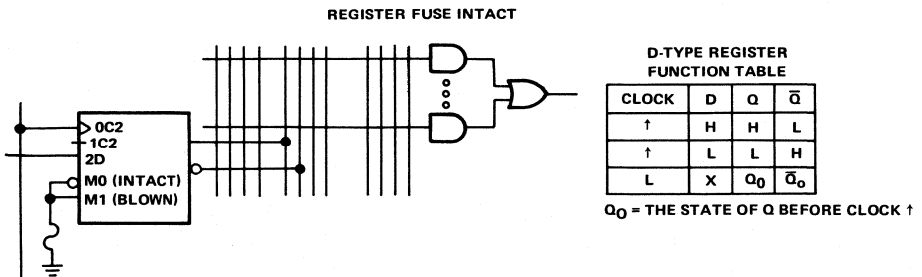 REGISTER FUSE INTACT
0C2
1C2
2D
M0 (INTACT)
M1 (BLOWN)
D-TYPE REGISTER
FUNCTION TABLE
CLOCK D Q Q̅
↑ H H L
↑ L L H
L X Q₀ Q̅₀
Q₀ = THE STATE OF Q BEFORE CLOCK ↑